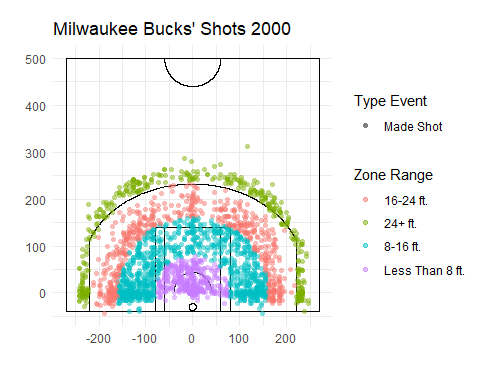 Milwaukee Bucks' Shots 2000
500
400
300
200
100
0
-200
-100
0
100
200
Type Event
Made Shot
Zone Range
16-24 ft.
24+ ft.
8-16 ft.
Less Than 8 ft.